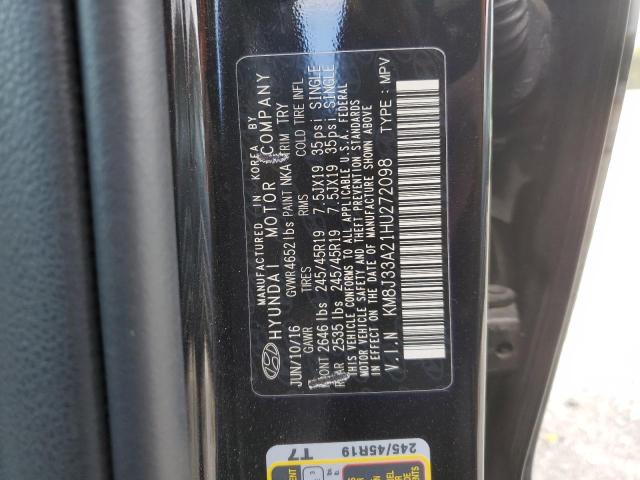 MANUFACTURED IN KOREA BY
HYUNDAI MOTOR COMPANY
JUN/10/16 GVWR 4652lbs PAINT NKA TRIM TRY
GAWR TIRES RIMS COLD TIRE INFL
FRONT 2646 lbs 245/45R19 7.5JX19 35psi SINGLE
REAR 2535 lbs 245/45R19 7.5JX19 35psi SINGLE
THIS VEHICLE CONFORMS TO ALL APPLICABLE U.S.A. FEDERAL
MOTOR VEHICLE SAFETY AND THEFT PREVENTION STANDARDS
IN EFFECT ON THE DATE OF MANUFACTURE SHOWN ABOVE
V.I.N KM8J33A21HU272098 TYPE : MPV
245/45R19
T7